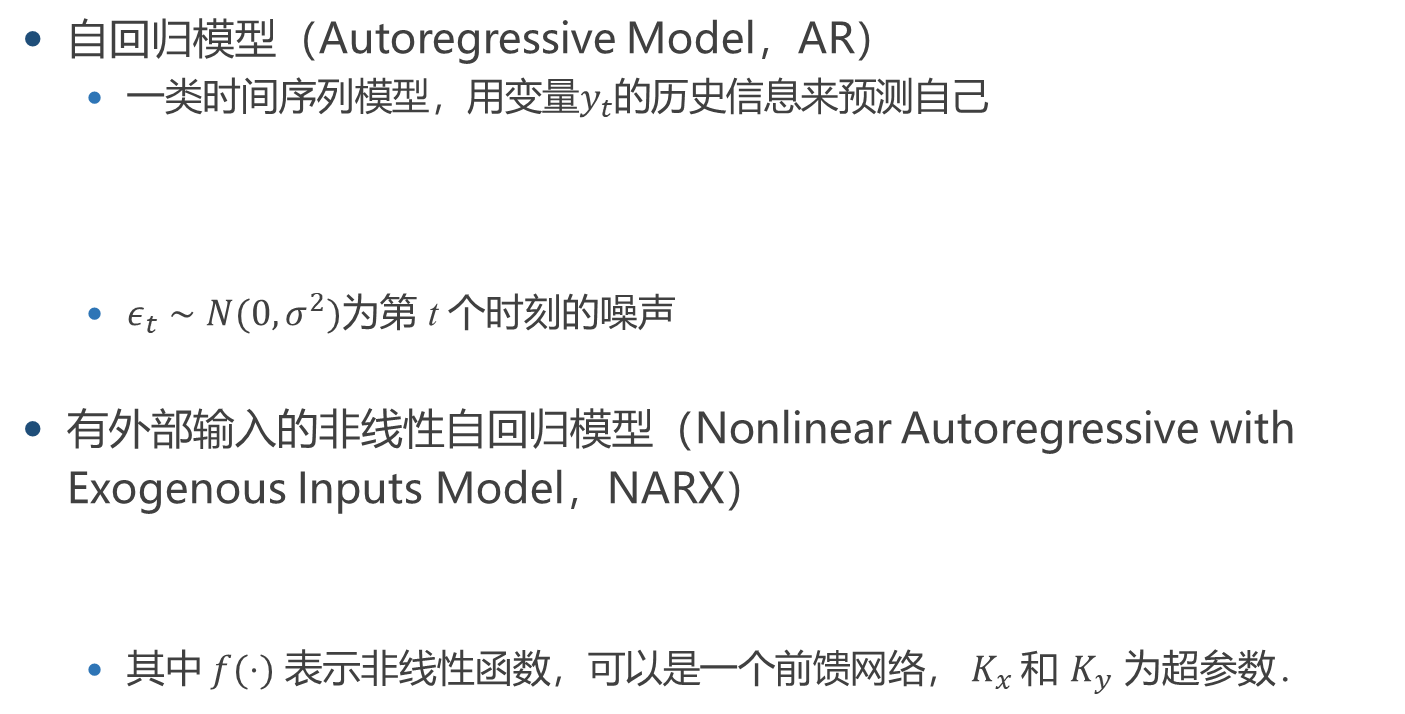 • 自回归模型（Autoregressive Model，AR）
• 一类时间序列模型，用变量𝑦ₜ的历史信息来预测自己
• 𝜖ₜ ~ 𝑁(0, 𝜎²)为第 𝑡 个时刻的噪声
• 有外部输入的非线性自回归模型（Nonlinear Autoregressive with
Exogenous Inputs Model，NARX）
• 其中 𝑓(·) 表示非线性函数，可以是一个前馈网络， 𝐾ₓ 和 𝐾_𝑦 为超参数.